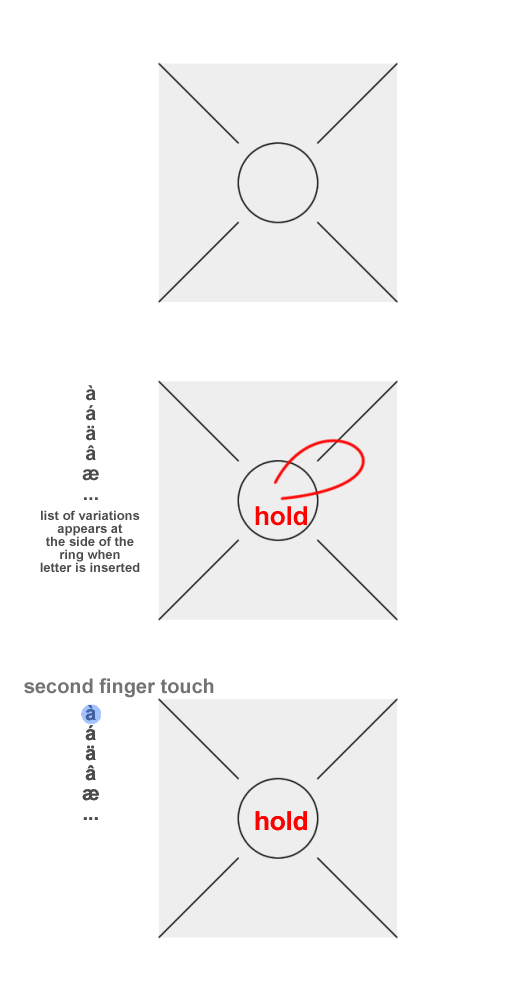 à
á
ä
â
æ
...
list of variations
appears at
the side of the
ring when
letter is inserted
hold
second finger touch
à
á
ä
â
æ
...
hold